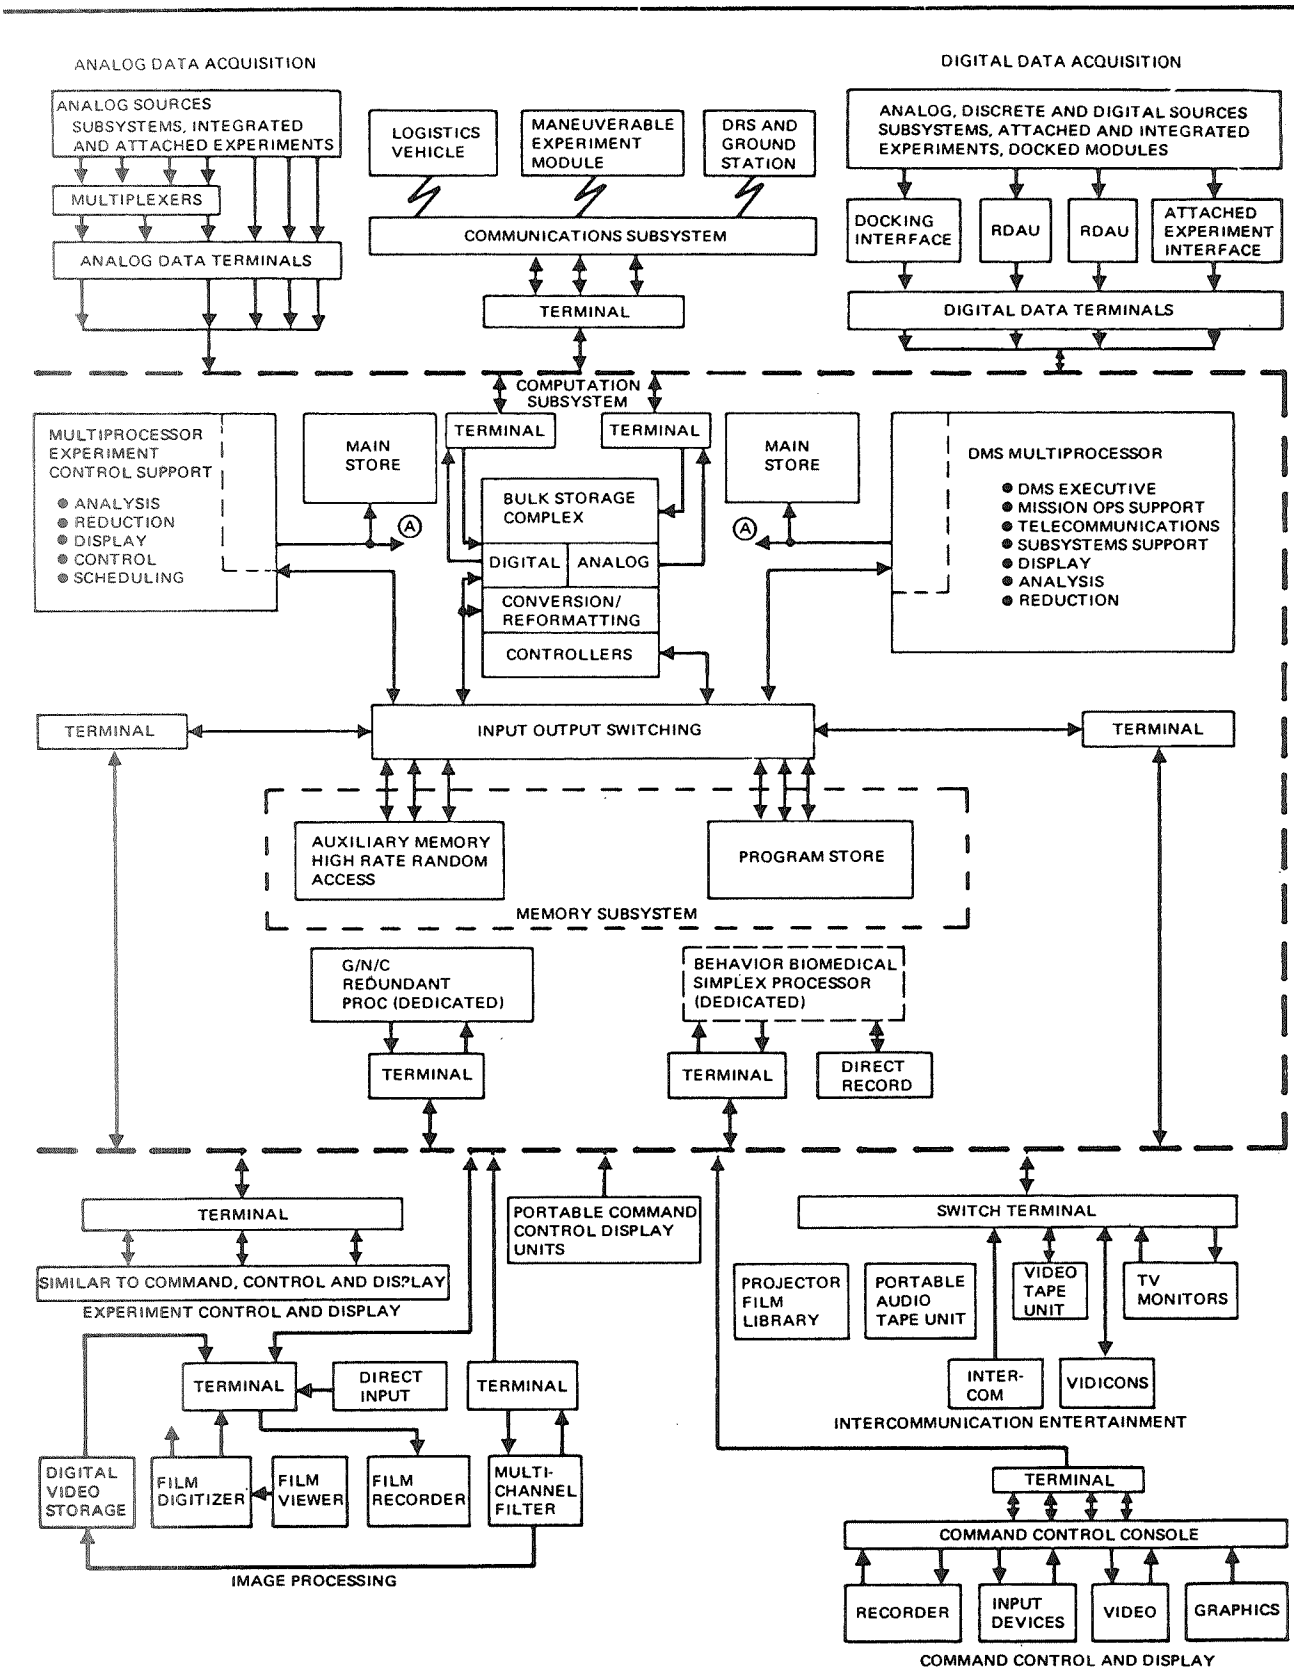 ANALOG DATA ACQUISITION
ANALOG SOURCES
SUBSYSTEMS, INTEGRATED
AND ATTACHED EXPERIMENTS
MULTIPLEXERS
ANALOG DATA TERMINALS
LOGISTICS
VEHICLE
MANEUVERABLE
EXPERIMENT
MODULE
DRS AND
GROUND
STATION
COMMUNICATIONS SUBSYSTEM
TERMINAL
DIGITAL DATA ACQUISITION
ANALOG, DISCRETE AND DIGITAL SOURCES
SUBSYSTEMS, ATTACHED AND INTEGRATED
EXPERIMENTS, DOCKED MODULES
DOCKING
INTERFACE
RDAU
RDAU
ATTACHED
EXPERIMENT
INTERFACE
DIGITAL DATA TERMINALS
COMPUTATION
SUBSYSTEM
MULTIPROCESSOR
EXPERIMENT
CONTROL SUPPORT
● ANALYSIS
● REDUCTION
● DISPLAY
● CONTROL
● SCHEDULING
MAIN
STORE
A
TERMINAL
TERMINAL
BULK STORAGE
COMPLEX
DIGITAL
ANALOG
CONVERSION/
REFORMATTING
CONTROLLERS
MAIN
STORE
A
DMS MULTIPROCESSOR
● DMS EXECUTIVE
● MISSION OPS SUPPORT
● TELECOMMUNICATIONS
● SUBSYSTEMS SUPPORT
● DISPLAY
● ANALYSIS
● REDUCTION
TERMINAL
INPUT OUTPUT SWITCHING
TERMINAL
AUXILIARY MEMORY
HIGH RATE RANDOM
ACCESS
PROGRAM STORE
MEMORY SUBSYSTEM
G/N/C
REDUNDANT
PROC (DEDICATED)
TERMINAL
BEHAVIOR BIOMEDICAL
SIMPLEX PROCESSOR
(DEDICATED)
TERMINAL
DIRECT
RECORD
TERMINAL
SIMILAR TO COMMAND, CONTROL AND DISPLAY
EXPERIMENT CONTROL AND DISPLAY
PORTABLE COMMAND
CONTROL DISPLAY
UNITS
SWITCH TERMINAL
PROJECTOR
FILM
LIBRARY
PORTABLE
AUDIO
TAPE UNIT
VIDEO
TAPE
UNIT
TV
MONITORS
INTER-
COM
VIDICONS
INTERCOMMUNICATION ENTERTAINMENT
TERMINAL
DIRECT
INPUT
TERMINAL
DIGITAL
VIDEO
STORAGE
FILM
DIGITIZER
FILM
VIEWER
FILM
RECORDER
MULTI-
CHANNEL
FILTER
IMAGE PROCESSING
TERMINAL
COMMAND CONTROL CONSOLE
RECORDER
INPUT
DEVICES
VIDEO
GRAPHICS
COMMAND CONTROL AND DISPLAY